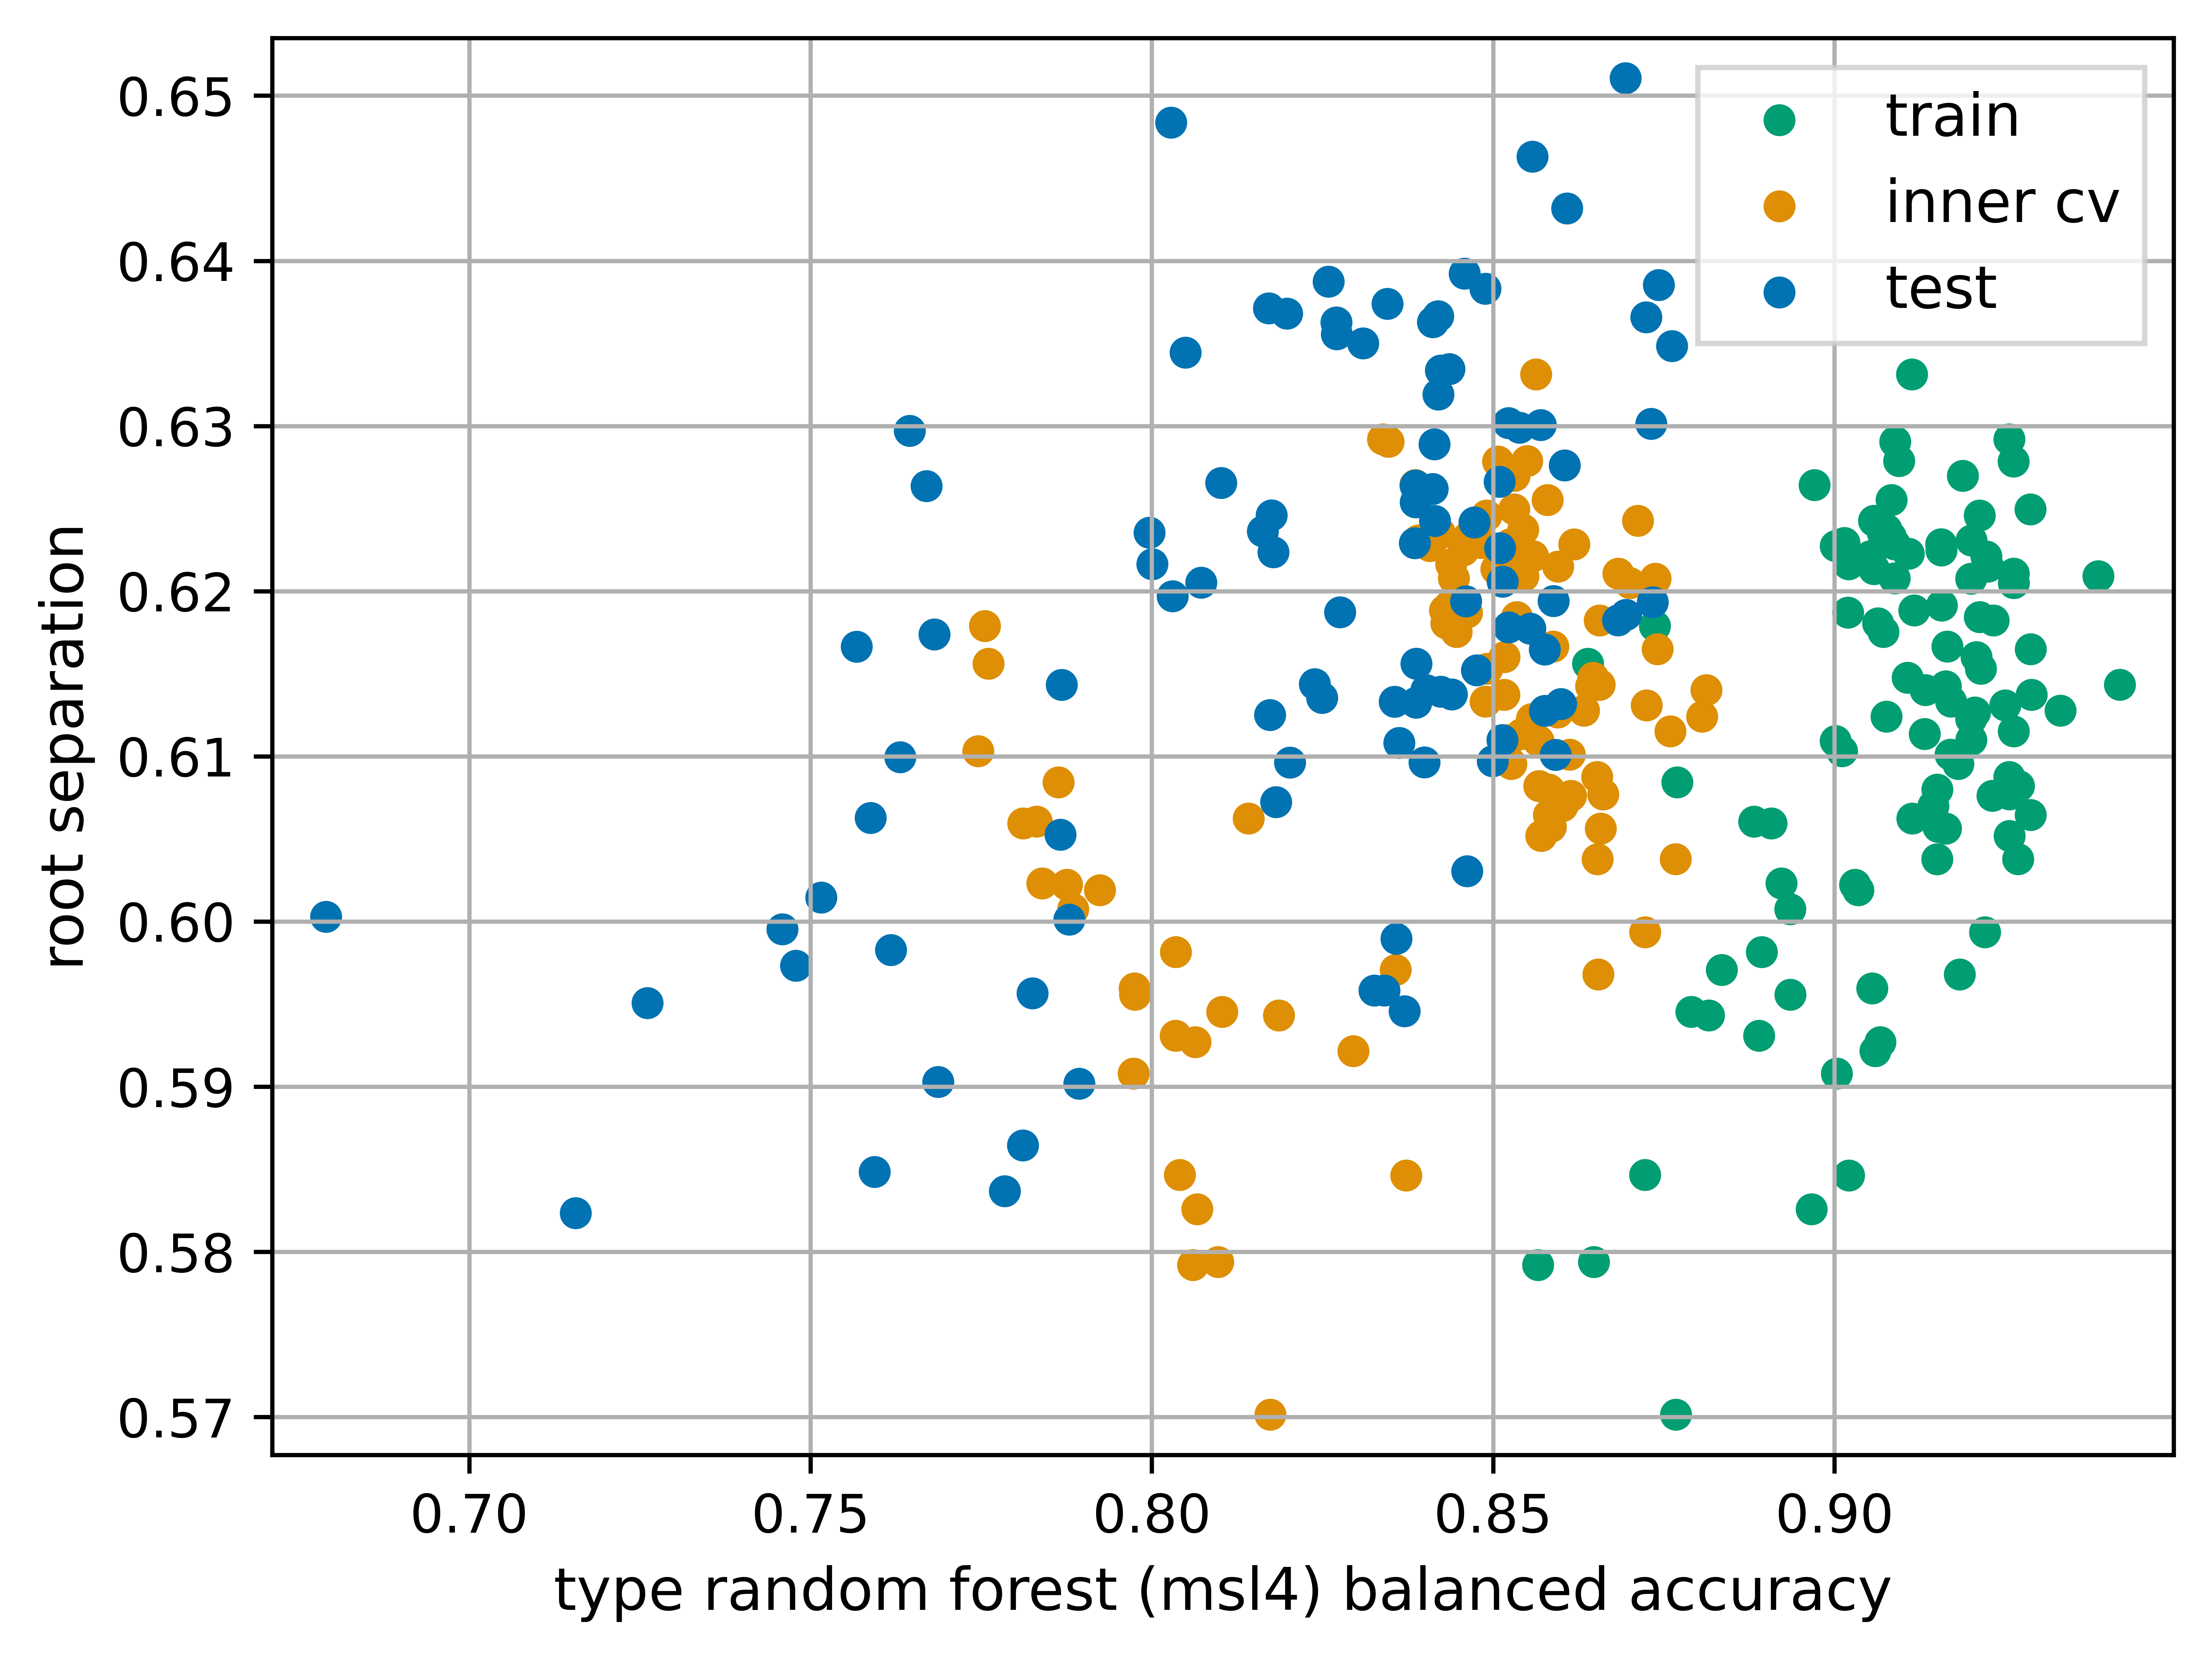 0.65
0.64
0.63
0.62
0.61
0.60
0.59
0.58
0.57
root separation
0.70 0.75 0.80 0.85 0.90
type random forest (msl4) balanced accuracy
train
inner cv
test